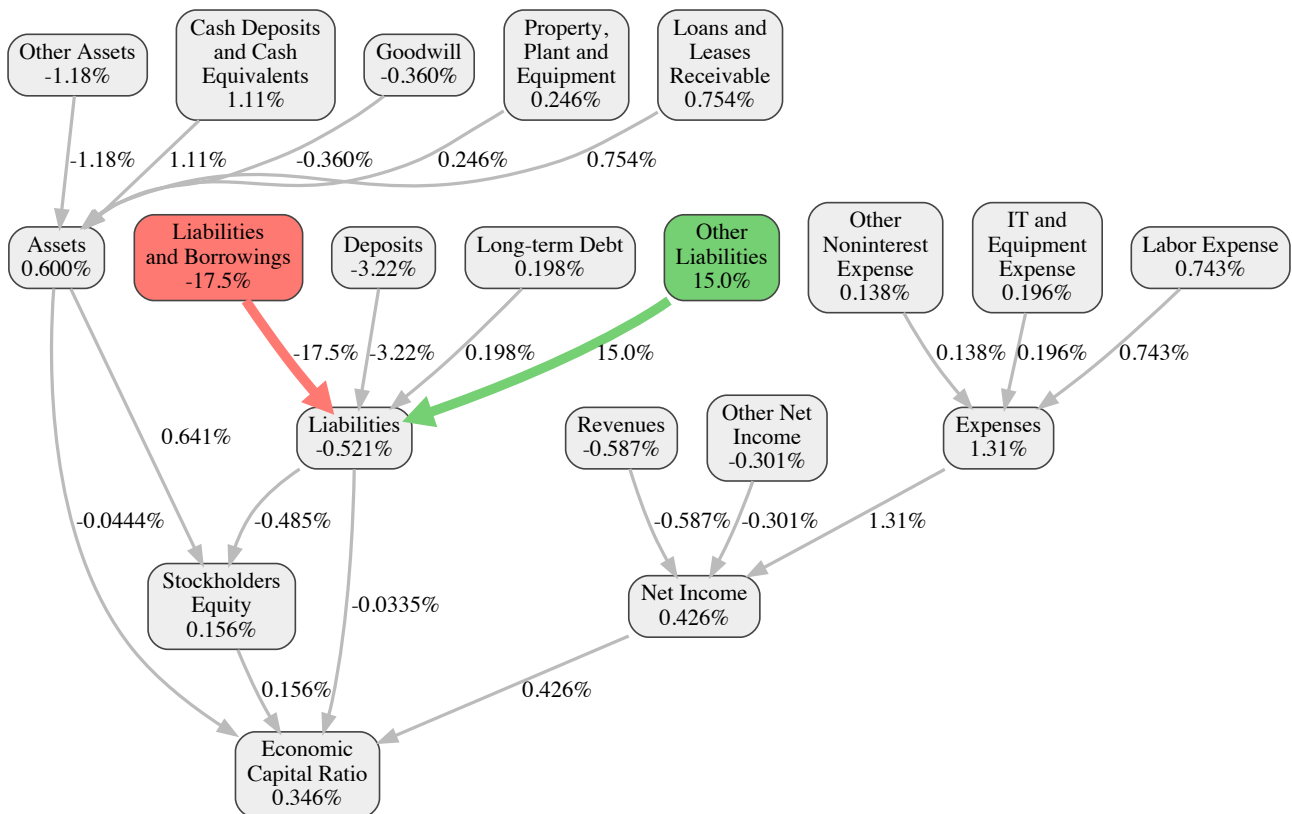 Other Assets
-1.18%
Cash Deposits
and Cash
Equivalents
1.11%
Goodwill
-0.360%
Property,
Plant and
Equipment
0.246%
Loans and
Leases
Receivable
0.754%
-1.18%
1.11%
-0.360%
0.246%
0.754%
Assets
0.600%
Liabilities
and Borrowings
-17.5%
Deposits
-3.22%
Long-term Debt
0.198%
Other
Liabilities
15.0%
Other
Noninterest
Expense
0.138%
IT and
Equipment
Expense
0.196%
Labor Expense
0.743%
-17.5%
-3.22%
0.198%
15.0%
0.138%
0.196%
0.743%
0.641%
Liabilities
-0.521%
Revenues
-0.587%
Other Net
Income
-0.301%
Expenses
1.31%
-0.0444%
-0.485%
-0.587%
-0.301%
1.31%
Stockholders
Equity
0.156%
-0.0335%
Net Income
0.426%
0.156%
0.426%
Economic
Capital Ratio
0.346%